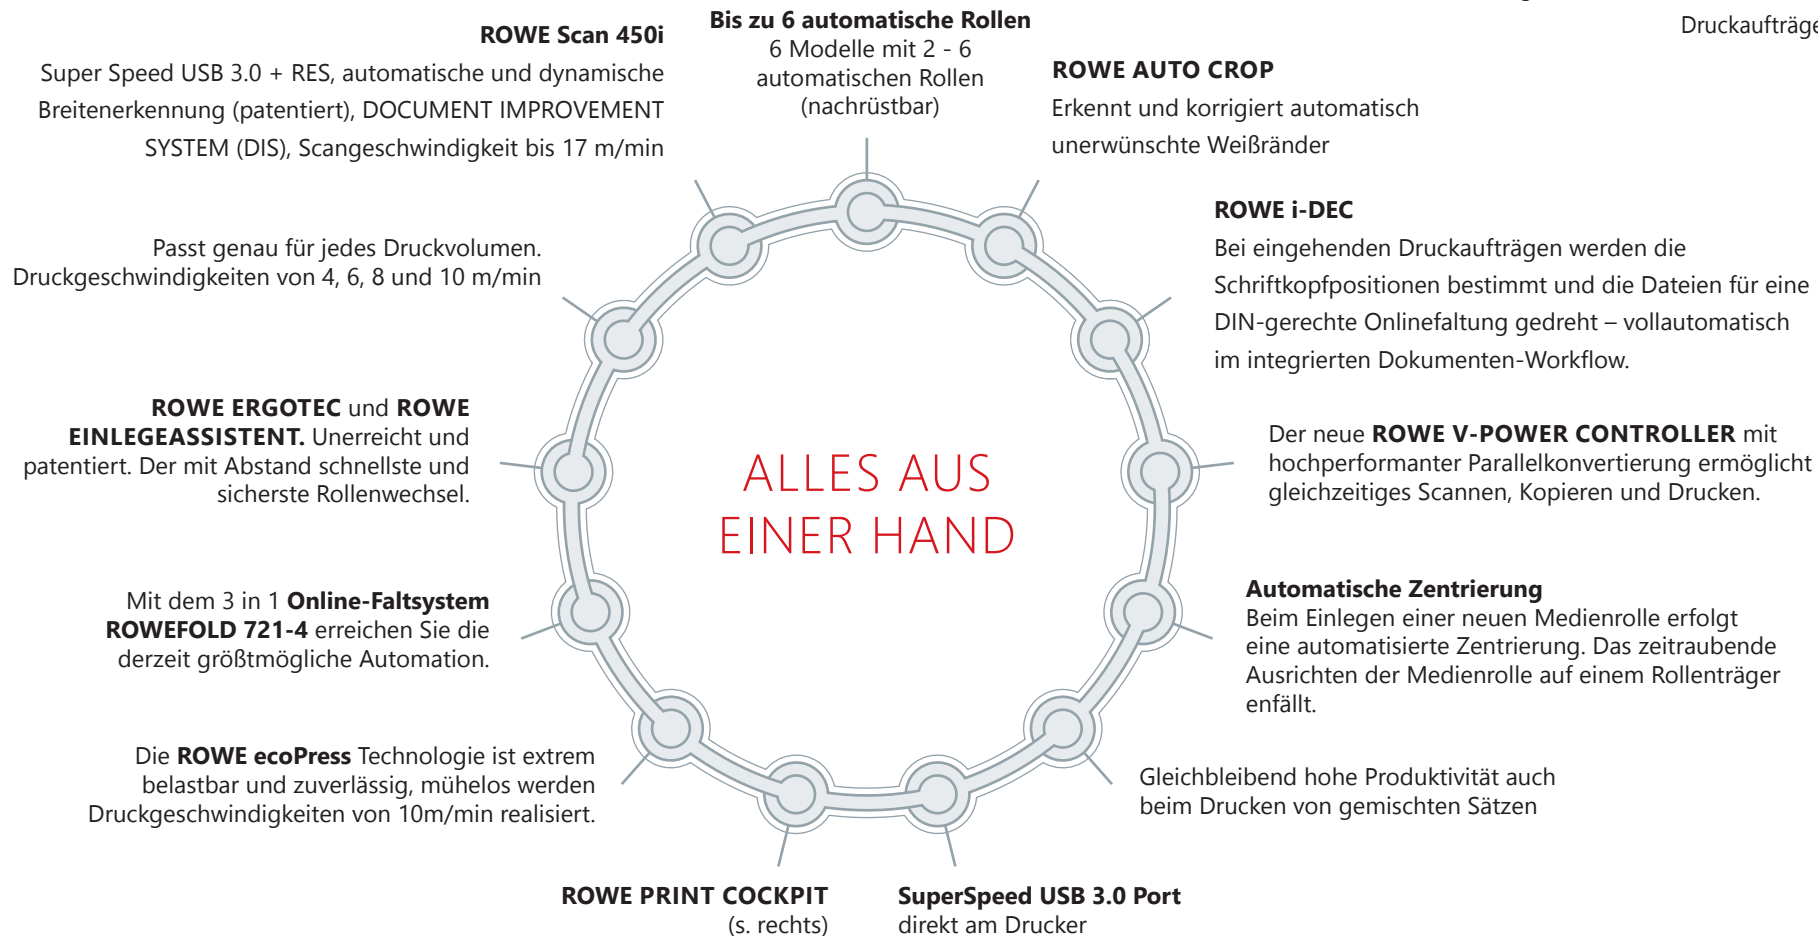 Druckaufträge
Bis zu 6 automatische Rollen
6 Modelle mit 2 - 6
automatischen Rollen
(nachrüstbar)
ROWE Scan 450i
Super Speed USB 3.0 + RES, automatische und dynamische
Breitenerkennung (patentiert), DOCUMENT IMPROVEMENT
SYSTEM (DIS), Scangeschwindigkeit bis 17 m/min
ROWE AUTO CROP
Erkennt und korrigiert automatisch
unerwünschte Weißränder
Passt genau für jedes Druckvolumen.
Druckgeschwindigkeiten von 4, 6, 8 und 10 m/min
ROWE i-DEC
Bei eingehenden Druckaufträgen werden die
Schriftkopfpositionen bestimmt und die Dateien für eine
DIN-gerechte Onlinefaltung gedreht – vollautomatisch
im integrierten Dokumenten-Workflow.
ROWE ERGOTEC und ROWE
EINLEGEASSISTENT. Unerreicht und
patentiert. Der mit Abstand schnellste und
sicherste Rollenwechsel.
ALLES AUS
EINER HAND
Der neue ROWE V-POWER CONTROLLER mit
hochperformanter Parallelkonvertierung ermöglicht
gleichzeitiges Scannen, Kopieren und Drucken.
Mit dem 3 in 1 Online-Faltsystem
ROWEFOLD 721-4 erreichen Sie die
derzeit größtmögliche Automation.
Automatische Zentrierung
Beim Einlegen einer neuen Medienrolle erfolgt
eine automatisierte Zentrierung. Das zeitraubende
Ausrichten der Medienrolle auf einem Rollenträger
enfällt.
Die ROWE ecoPress Technologie ist extrem
belastbar und zuverlässig, mühelos werden
Druckgeschwindigkeiten von 10m/min realisiert.
Gleichbleibend hohe Produktivität auch
beim Drucken von gemischten Sätzen
ROWE PRINT COCKPIT
(s. rechts)
SuperSpeed USB 3.0 Port
direkt am Drucker